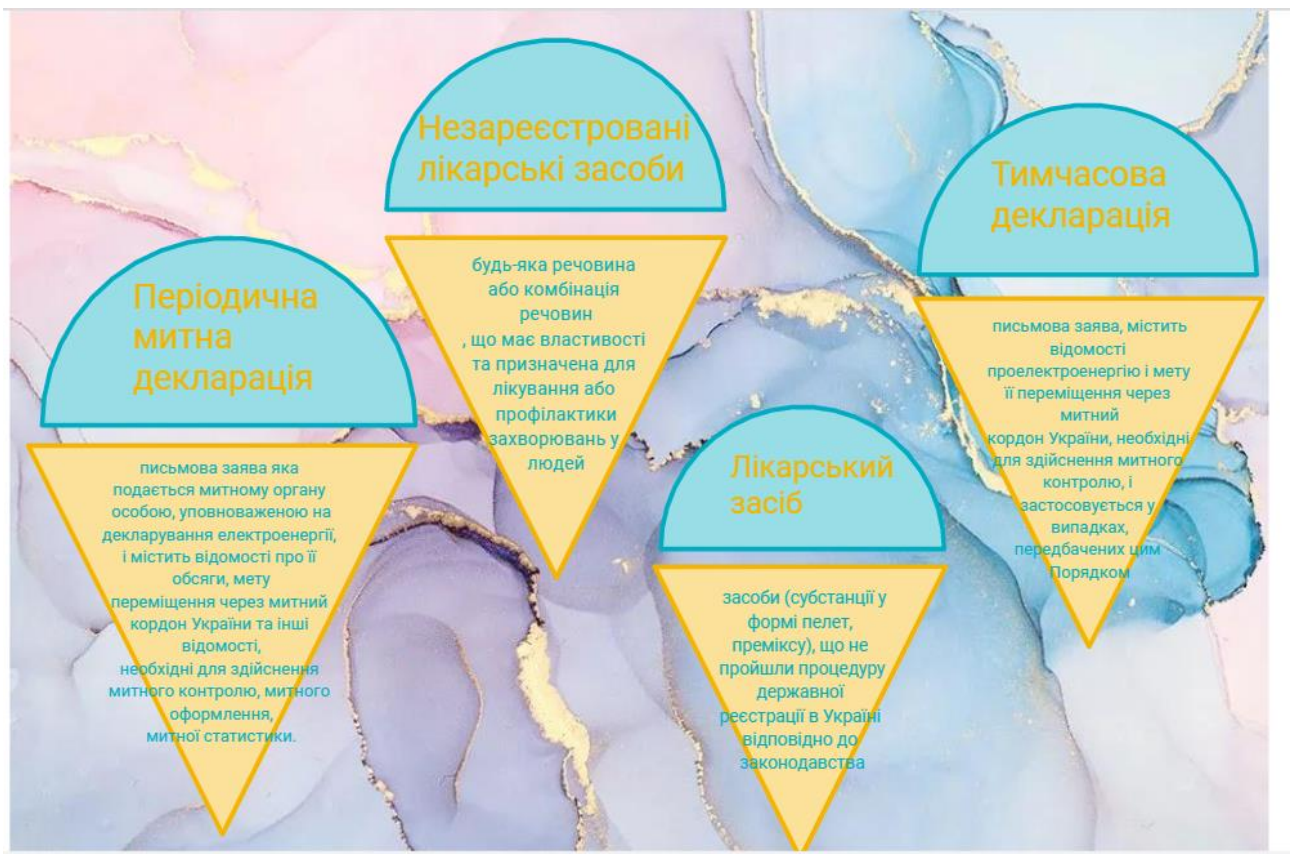 Періодична
митна
декларація
письмова заява яка
подається митному органу
особою, уповноваженою на
декларування електроенергії,
і містить відомості про її
обсяги, мету
переміщення через митний
кордон України та інші
відомості,
необхідні для здійснення
митного контролю, митного
оформлення,
митної статистики.
Незареєстровані
лікарські засоби
будь-яка речовина
або комбінація
речовин
, що має властивості
та призначена для
лікування або
профілактики
захворювань у
людей
Лікарський
засіб
засоби (субстанції у
формі пелет,
преміксу), що не
пройшли процедуру
державної
реєстрації в Україні
відповідно до
законодавства
Тимчасова
декларація
письмова заява, містить
відомості
проелектроенергію і мету
її переміщення через
митний
кордон України, необхідні
для здійснення митного
контролю, і
застосовується у
випадках,
передбачених цим
Порядком